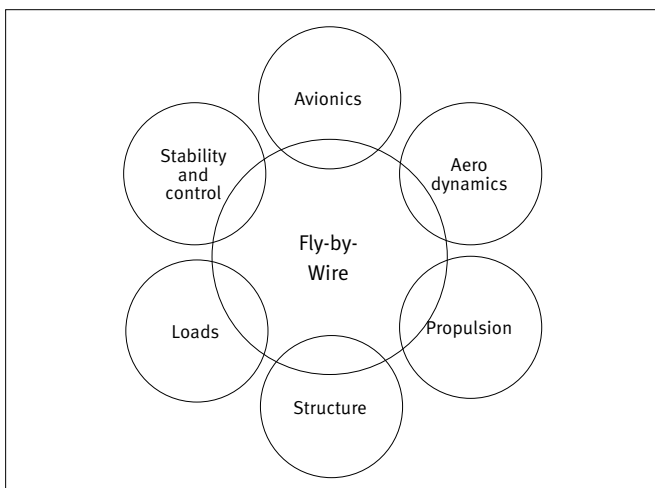 Avionics
Stability
and
control
Aero
dynamics
Fly-by-
Wire
Loads
Propulsion
Structure